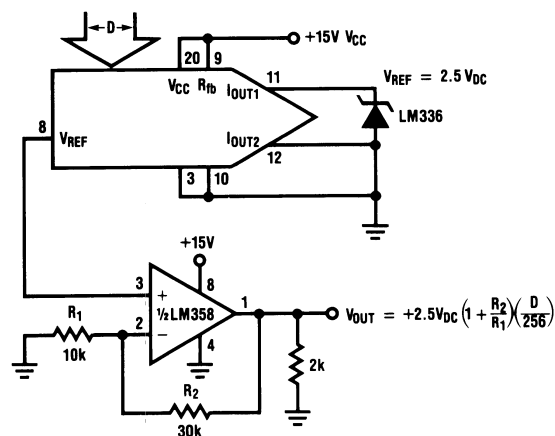 D
+15V VCC
20 9
VCC Rfb
IOUT1 11
VREF = 2.5 VDC
LM336
8 VREF
IOUT2 12
3 10
+15V
3 + 8
½LM358 1
VOUT = +2.5VDC (1 + R2/R1)(D/256)
R1 2 −
10k
4
2k
R2
30k